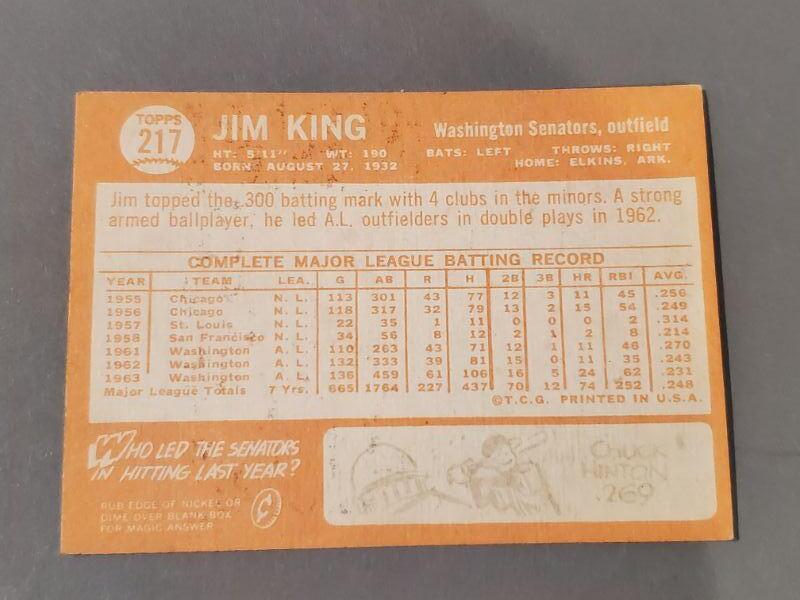 TOPPS
217
JIM KING
Washington Senators, outfield
HT: 5'11" WT: 190 BATS: LEFT THROWS: RIGHT
BORN: AUGUST 27, 1932 HOME: ELKINS, ARK.
Jim topped the .300 batting mark with 4 clubs in the minors. A strong
armed ballplayer, he led A.L. outfielders in double plays in 1962.
COMPLETE MAJOR LEAGUE BATTING RECORD
YEAR TEAM LEA. G AB R H 2B 3B HR RBI AVG.
1955 Chicago N. L. 113 301 43 77 12 3 11 45 .256
1956 Chicago N. L. 118 317 32 79 13 2 15 54 .249
1957 St. Louis N. L. 22 35 1 11 0 0 0 2 .314
1958 San Francisco N. L. 34 56 8 12 2 1 2 8 .214
1961 Washington A. L. 110 263 43 71 12 1 11 46 .270
1962 Washington A. L. 132 333 39 81 15 0 11 35 .243
1963 Washington A. L. 136 459 61 106 16 5 24 62 .231
Major League Totals 7 Yrs. 665 1764 227 437 70 12 74 252 .248
©T.C.G. PRINTED IN U.S.A.
WHO LED THE SENATORS
IN HITTING LAST YEAR?
RUB EDGE OF NICKEL OR
DIME OVER BLANK BOX
FOR MAGIC ANSWER
CHUCK
HINTON
.269